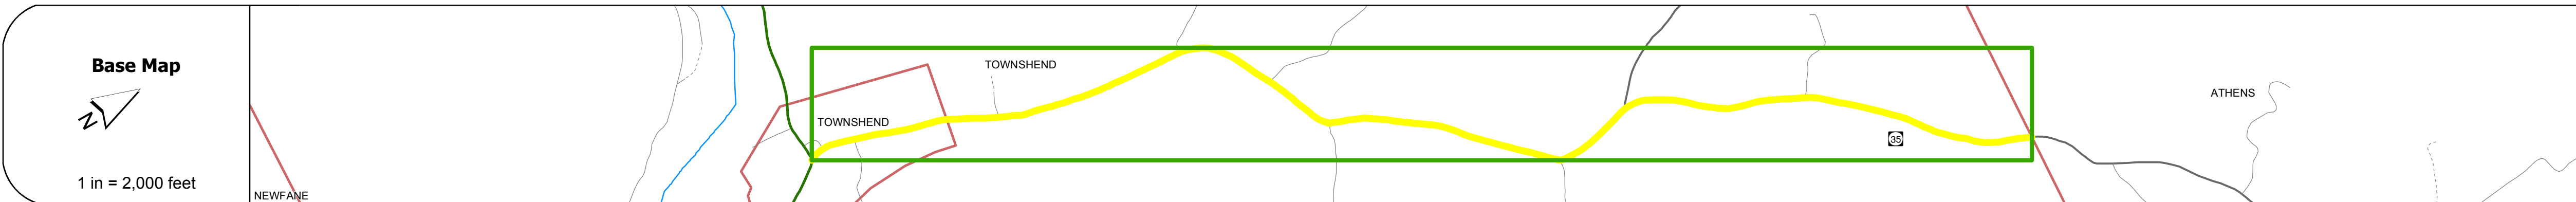 Base Map
N
1 in = 2,000 feet
NEWFANE
TOWNSHEND
TOWNSHEND
35
ATHENS